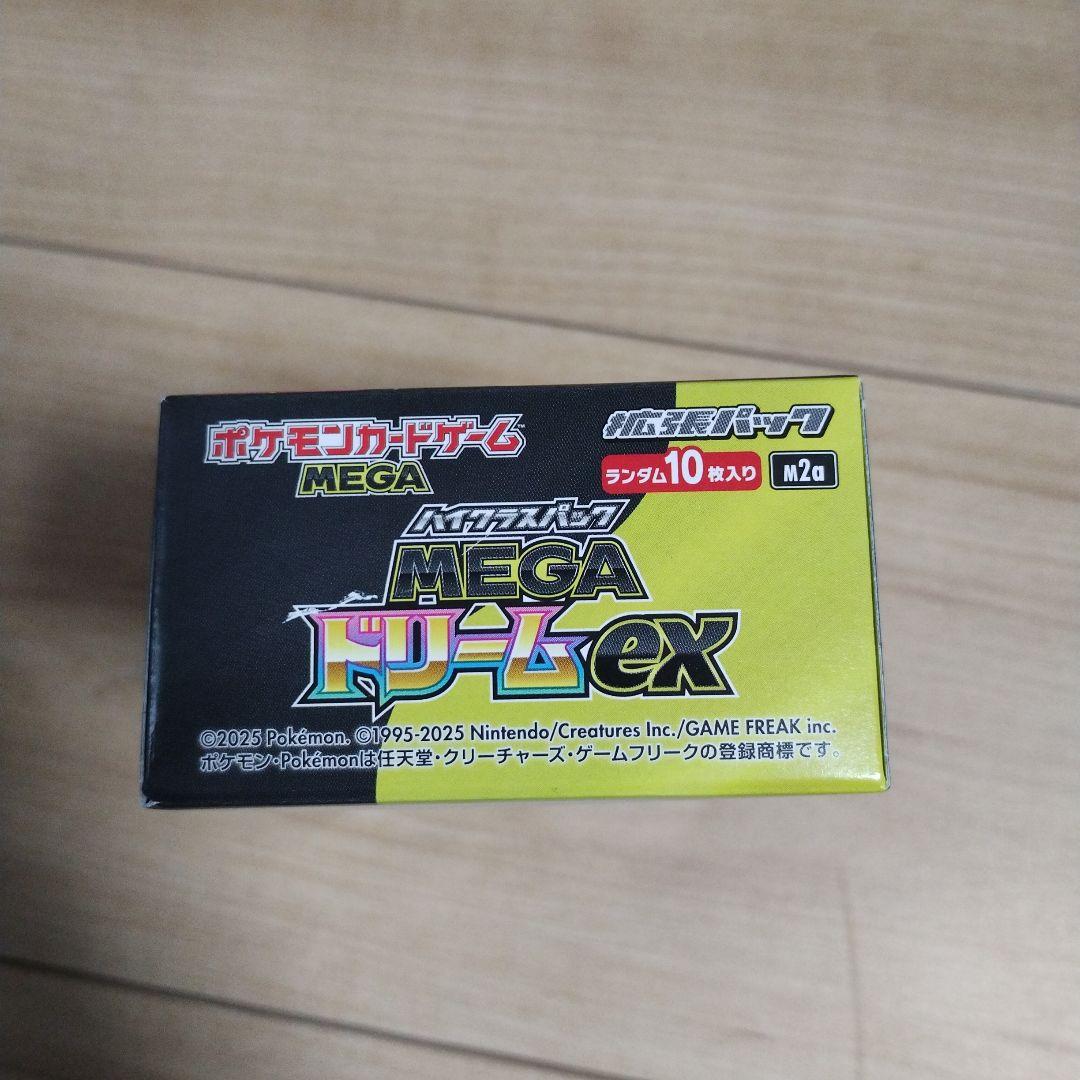 ポケモンカードゲーム™
MEGA
拡張パック
ランダム10枚入り
M2a
ハイクラスパック
MEGA
ドリームex
©2025 Pokémon. ©1995-2025 Nintendo/Creatures Inc./GAME FREAK inc.
ポケモン・Pokémonは任天堂・クリーチャーズ・ゲームフリークの登録商標です。